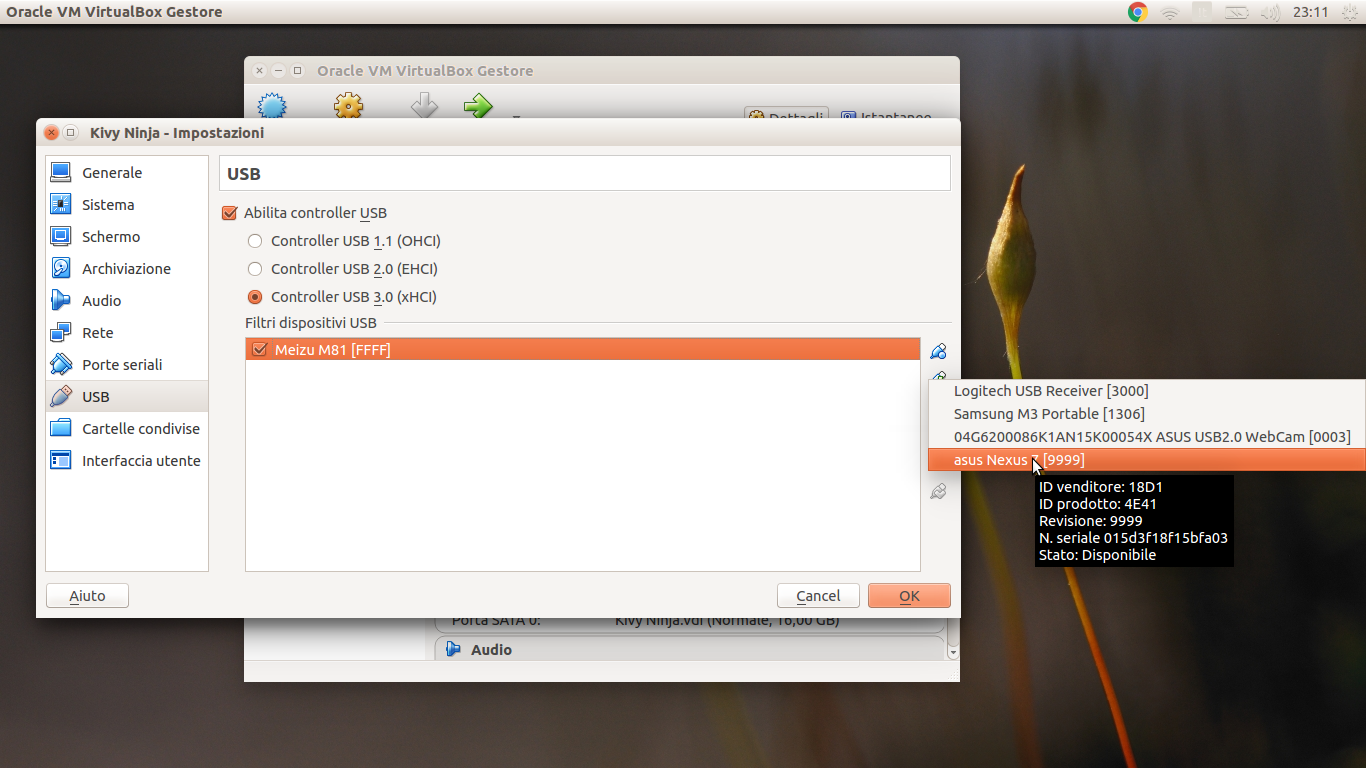 Oracle VM VirtualBox Gestore
23:11
Oracle VM VirtualBox Gestore
Dettagli
Istantanee
Kivy Ninja - Impostazioni
Generale
Sistema
Schermo
Archiviazione
Audio
Rete
Porte seriali
USB
Cartelle condivise
Interfaccia utente
USB
Abilita controller USB
Controller USB 1.1 (OHCI)
Controller USB 2.0 (EHCI)
Controller USB 3.0 (xHCI)
Filtri dispositivi USB
Meizu M81 [FFFF]
Logitech USB Receiver [3000]
Samsung M3 Portable [1306]
04G6200086K1AN15K00054X ASUS USB2.0 WebCam [0003]
asus Nexus 7 [9999]
ID venditore: 18D1
ID prodotto: 4E41
Revisione: 9999
N. seriale 015d3f18f15bfa03
Stato: Disponibile
Aiuto
Cancel
OK
Porta SATA 0: Kivy Ninja.vdi (Normale, 16,00 GB)
Audio